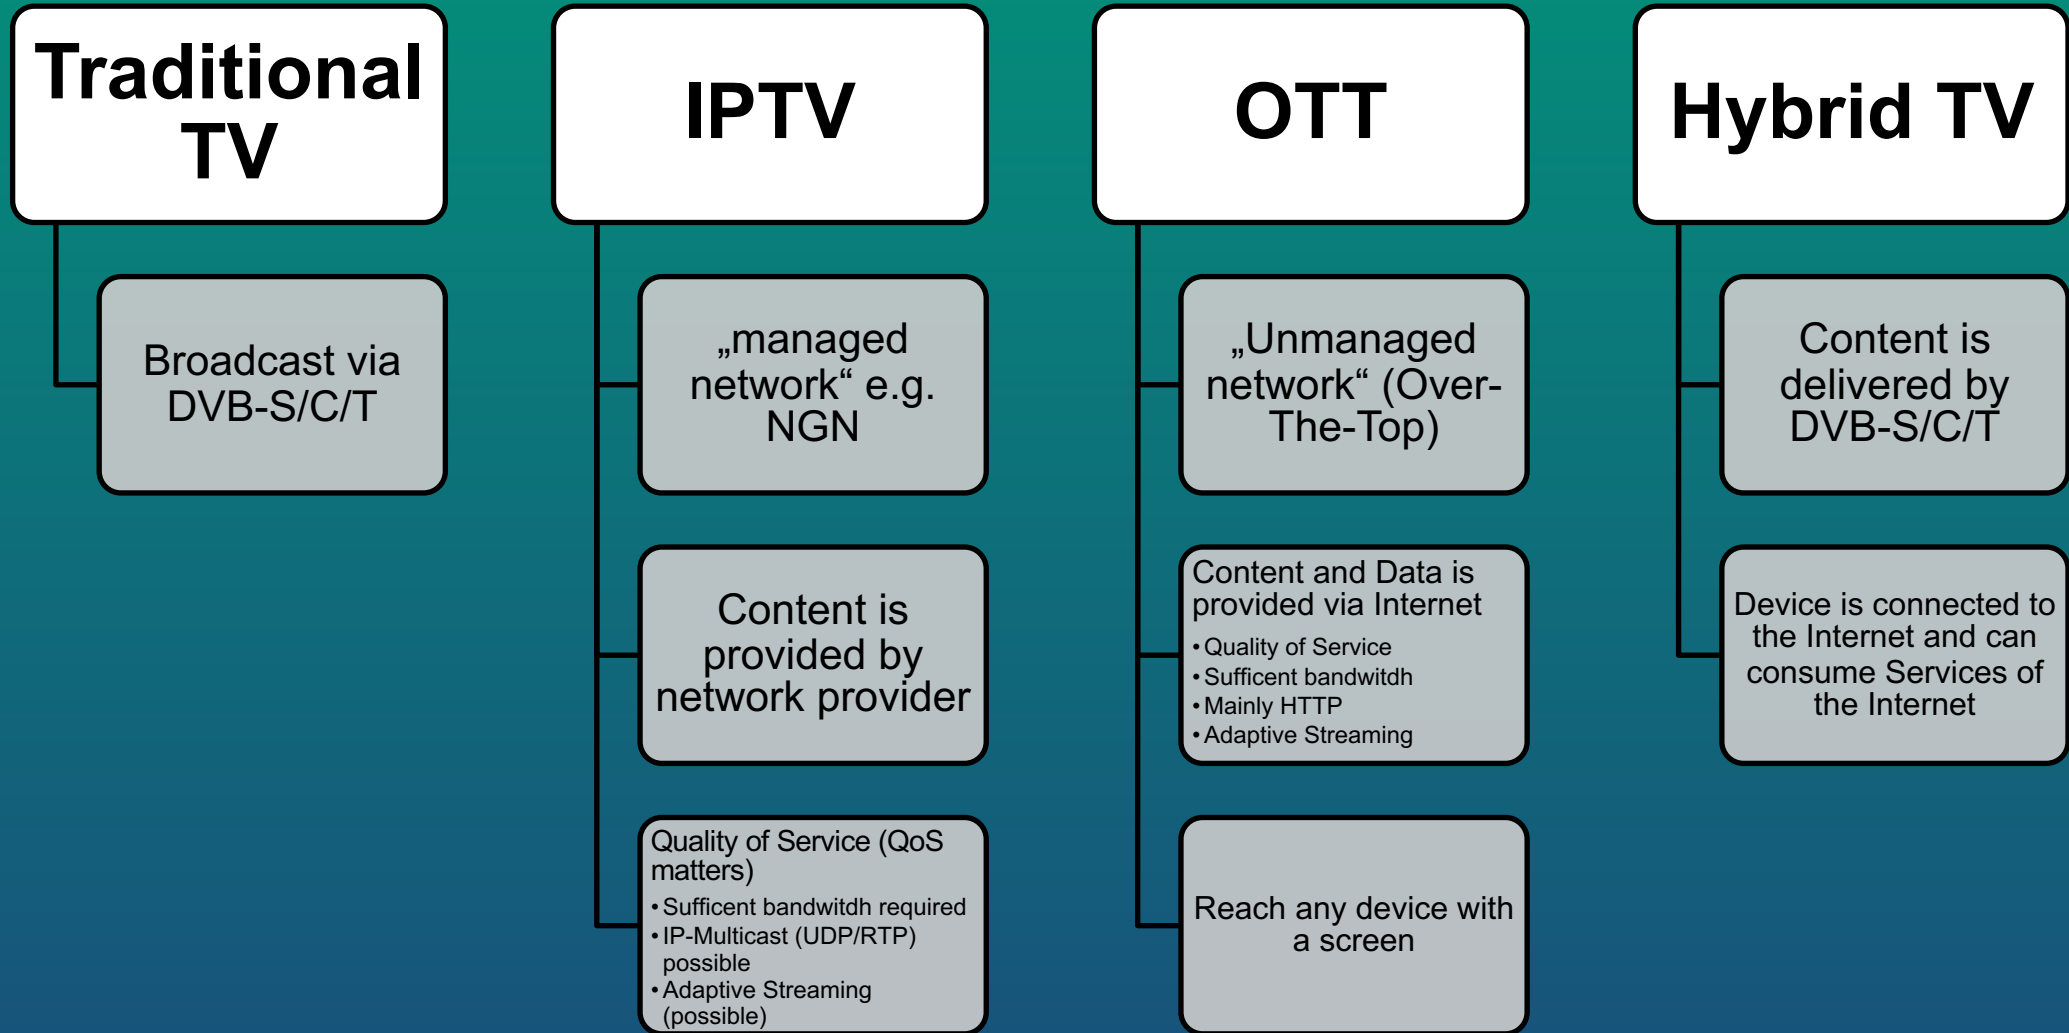 Traditional
TV
Broadcast via
DVB-S/C/T
IPTV
„managed
network“ e.g.
NGN
Content is
provided by
network provider
Quality of Service (QoS
matters)
• Sufficent bandwitdh required
• IP-Multicast (UDP/RTP)
possible
• Adaptive Streaming
(possible)
OTT
„Unmanaged
network“ (Over-
The-Top)
Content and Data is
provided via Internet
• Quality of Service
• Sufficent bandwitdh
• Mainly HTTP
• Adaptive Streaming
Reach any device with
a screen
Hybrid TV
Content is
delivered by
DVB-S/C/T
Device is connected to
the Internet and can
consume Services of
the Internet